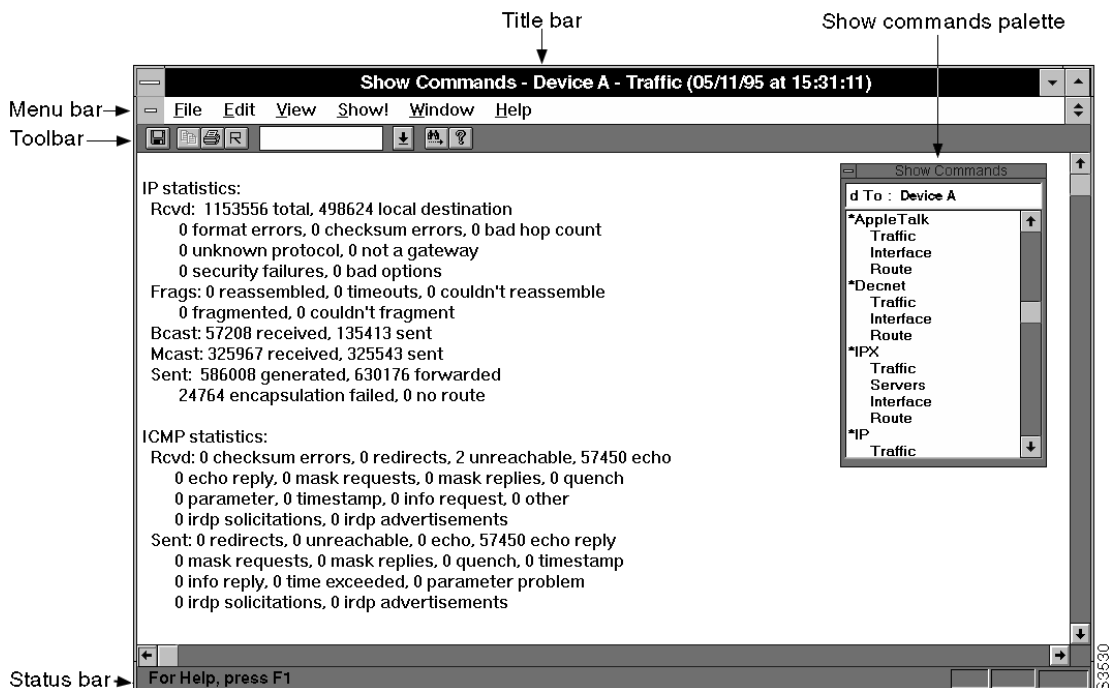 Title bar
Show commands palette
Show Commands - Device A - Traffic (05/11/95 at 15:31:11)
Menu bar
File Edit View Show! Window Help
Toolbar
R
?
Show Commands
d To : Device A
*AppleTalk
Traffic
Interface
Route
*Decnet
Traffic
Interface
Route
*IPX
Traffic
Servers
Interface
Route
*IP
Traffic
IP statistics:
Rcvd: 1153556 total, 498624 local destination
0 format errors, 0 checksum errors, 0 bad hop count
0 unknown protocol, 0 not a gateway
0 security failures, 0 bad options
Frags: 0 reassembled, 0 timeouts, 0 couldn't reassemble
0 fragmented, 0 couldn't fragment
Bcast: 57208 received, 135413 sent
Mcast: 325967 received, 325543 sent
Sent: 586008 generated, 630176 forwarded
24764 encapsulation failed, 0 no route
ICMP statistics:
Rcvd: 0 checksum errors, 0 redirects, 2 unreachable, 57450 echo
0 echo reply, 0 mask requests, 0 mask replies, 0 quench
0 parameter, 0 timestamp, 0 info request, 0 other
0 irdp solicitations, 0 irdp advertisements
Sent: 0 redirects, 0 unreachable, 0 echo, 57450 echo reply
0 mask requests, 0 mask replies, 0 quench, 0 timestamp
0 info reply, 0 time exceeded, 0 parameter problem
0 irdp solicitations, 0 irdp advertisements
Status bar
For Help, press F1
S3530